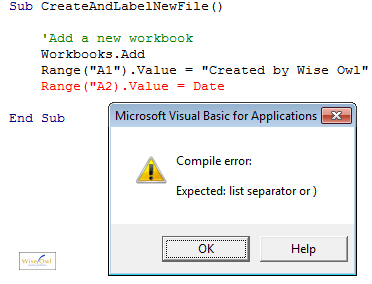 Sub CreateAndLabelNewFile()
'Add a new workbook
Workbooks.Add
Range("A1").Value = "Created by Wise Owl"
Range("A2).Value = Date
End Sub
Microsoft Visual Basic for Applications
Compile error:
Expected: list separator or )
OK
Help
Wise Owl